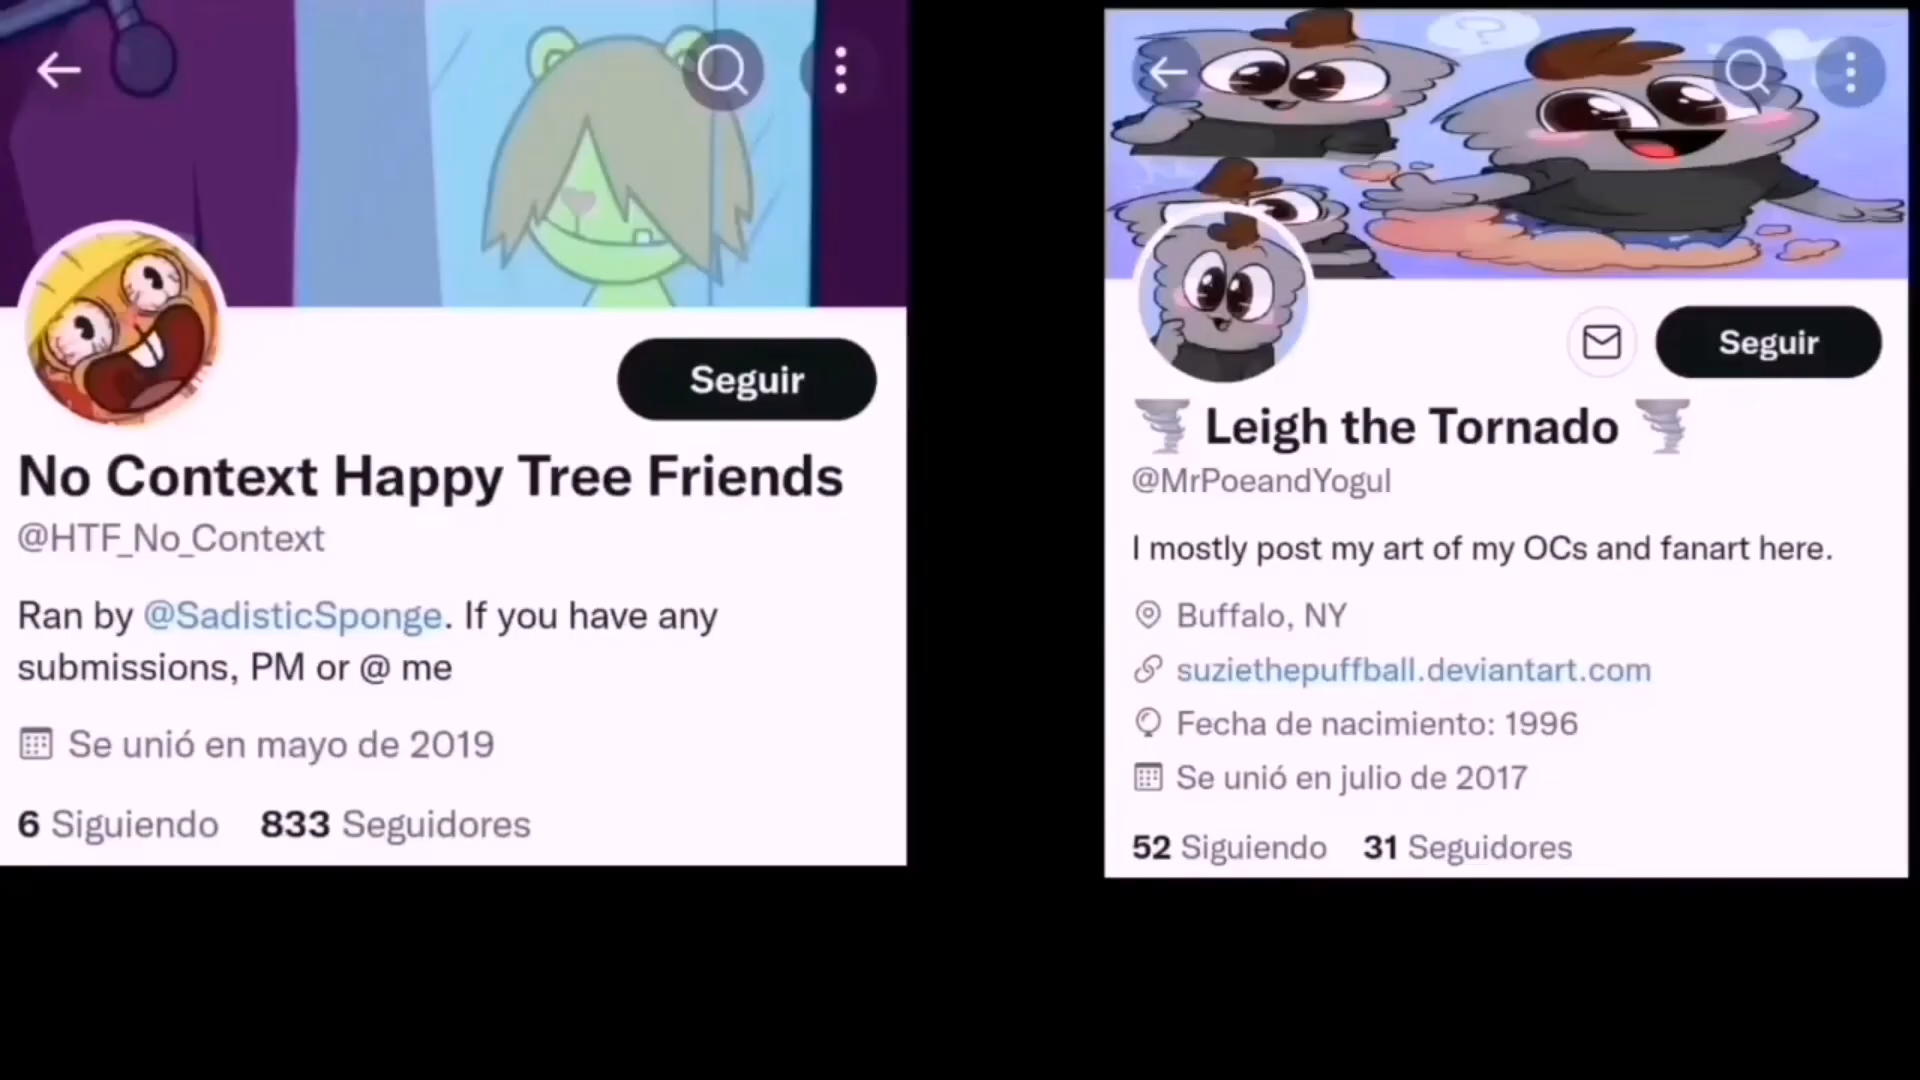 No Context Happy Tree Friends
@HTF_No_Context
Ran by @SadisticSponge. If you have any
submissions, PM or @ me
Se unió en mayo de 2019
6 Siguiendo 833 Seguidores
Seguir
Leigh the Tornado
@MrPoeandYogul
I mostly post my art of my OCs and fanart here.
Buffalo, NY
suziethepuffball.deviantart.com
Fecha de nacimiento: 1996
Se unió en julio de 2017
52 Siguiendo 31 Seguidores
Seguir
?